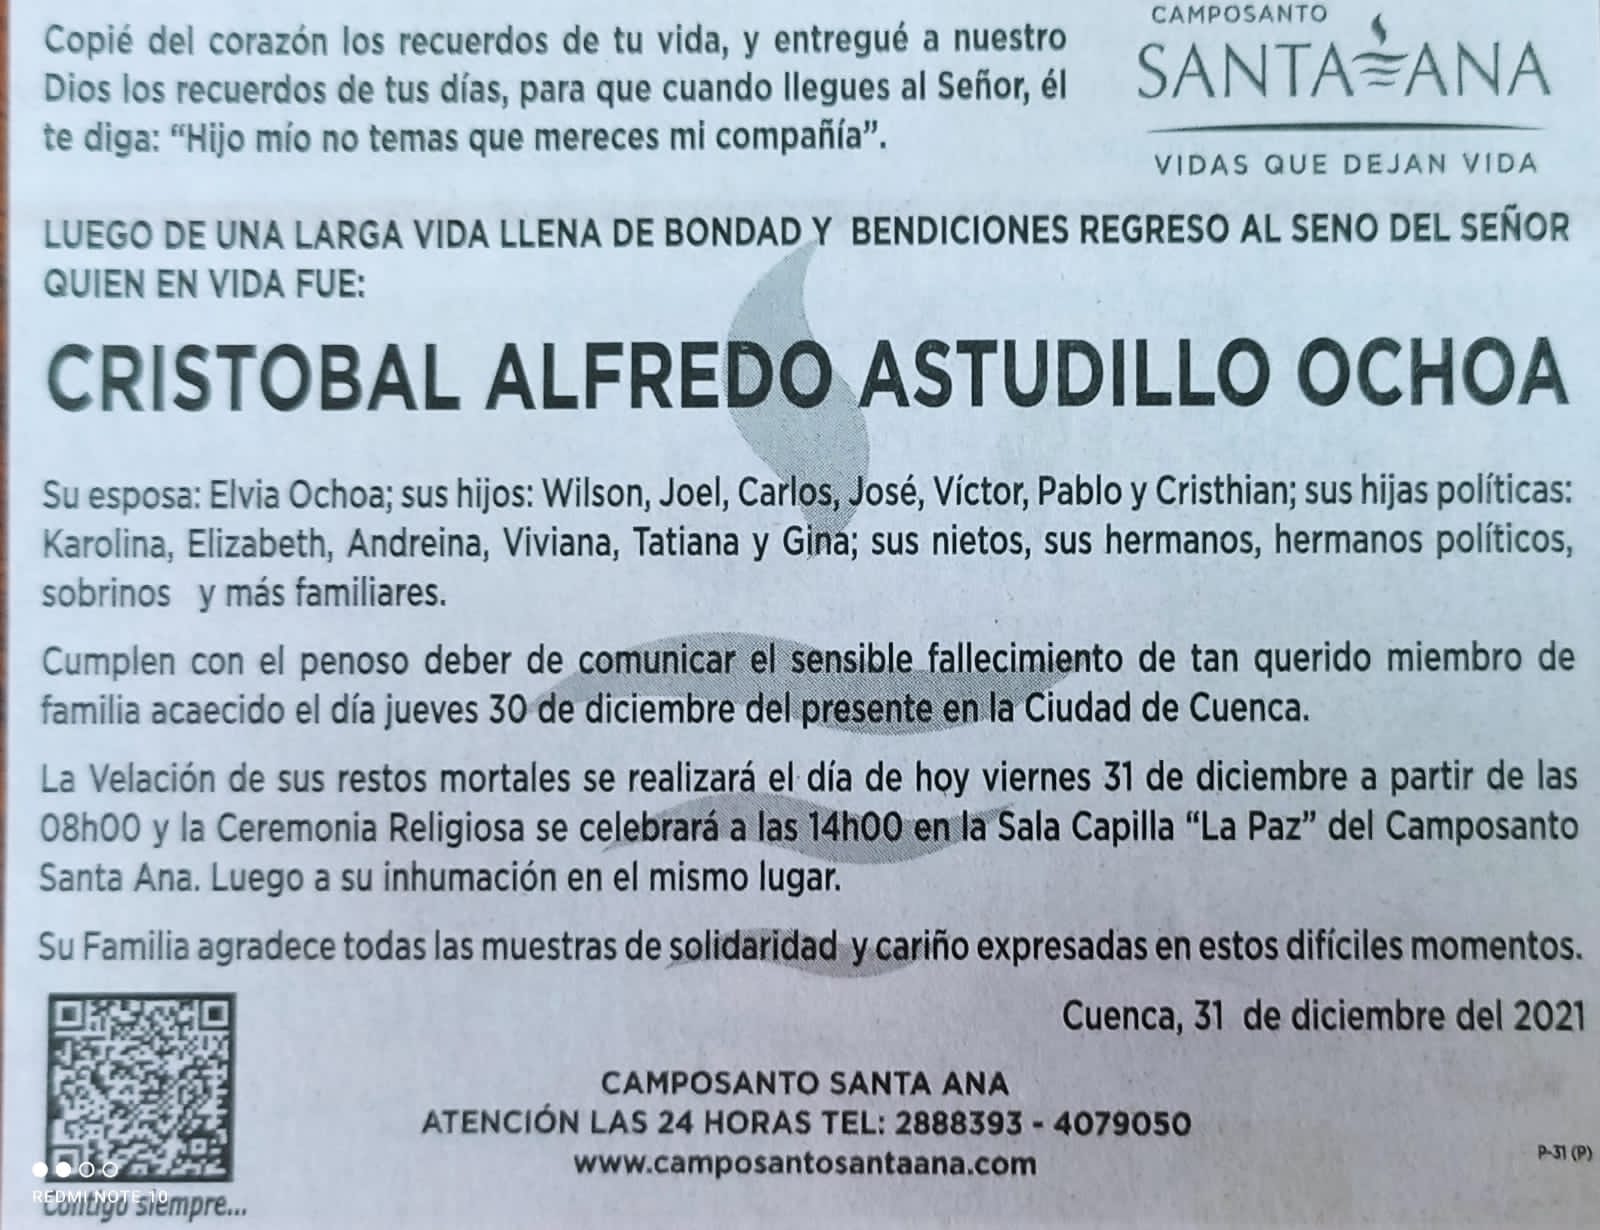 Copié del corazón los recuerdos de tu vida, y entregué a nuestro
Dios los recuerdos de tus días, para que cuando llegues al Señor, él
te diga: “Hijo mío no temas que mereces mi compañía”.
CAMPOSANTO
SANTA ANA
VIDAS QUE DEJAN VIDA
LUEGO DE UNA LARGA VIDA LLENA DE BONDAD Y BENDICIONES REGRESO AL SENO DEL SEÑOR
QUIEN EN VIDA FUE:
CRISTOBAL ALFREDO ASTUDILLO OCHOA
Su esposa: Elvia Ochoa; sus hijos: Wilson, Joel, Carlos, José, Víctor, Pablo y Cristhian; sus hijas políticas:
Karolina, Elizabeth, Andreina, Viviana, Tatiana y Gina; sus nietos, sus hermanos, hermanos políticos,
sobrinos y más familiares.
Cumplen con el penoso deber de comunicar el sensible fallecimiento de tan querido miembro de
familia acaecido el día jueves 30 de diciembre del presente en la Ciudad de Cuenca.
La Velación de sus restos mortales se realizará el día de hoy viernes 31 de diciembre a partir de las
08h00 y la Ceremonia Religiosa se celebrará a las 14h00 en la Sala Capilla “La Paz” del Camposanto
Santa Ana. Luego a su inhumación en el mismo lugar.
Su Familia agradece todas las muestras de solidaridad y cariño expresadas en estos difíciles momentos.
Cuenca, 31 de diciembre del 2021
CAMPOSANTO SANTA ANA
ATENCIÓN LAS 24 HORAS TEL: 2888393 - 4079050
www.camposantosantaana.com
P-31 (P)
REDMI NOTE 10
Contigo siempre...